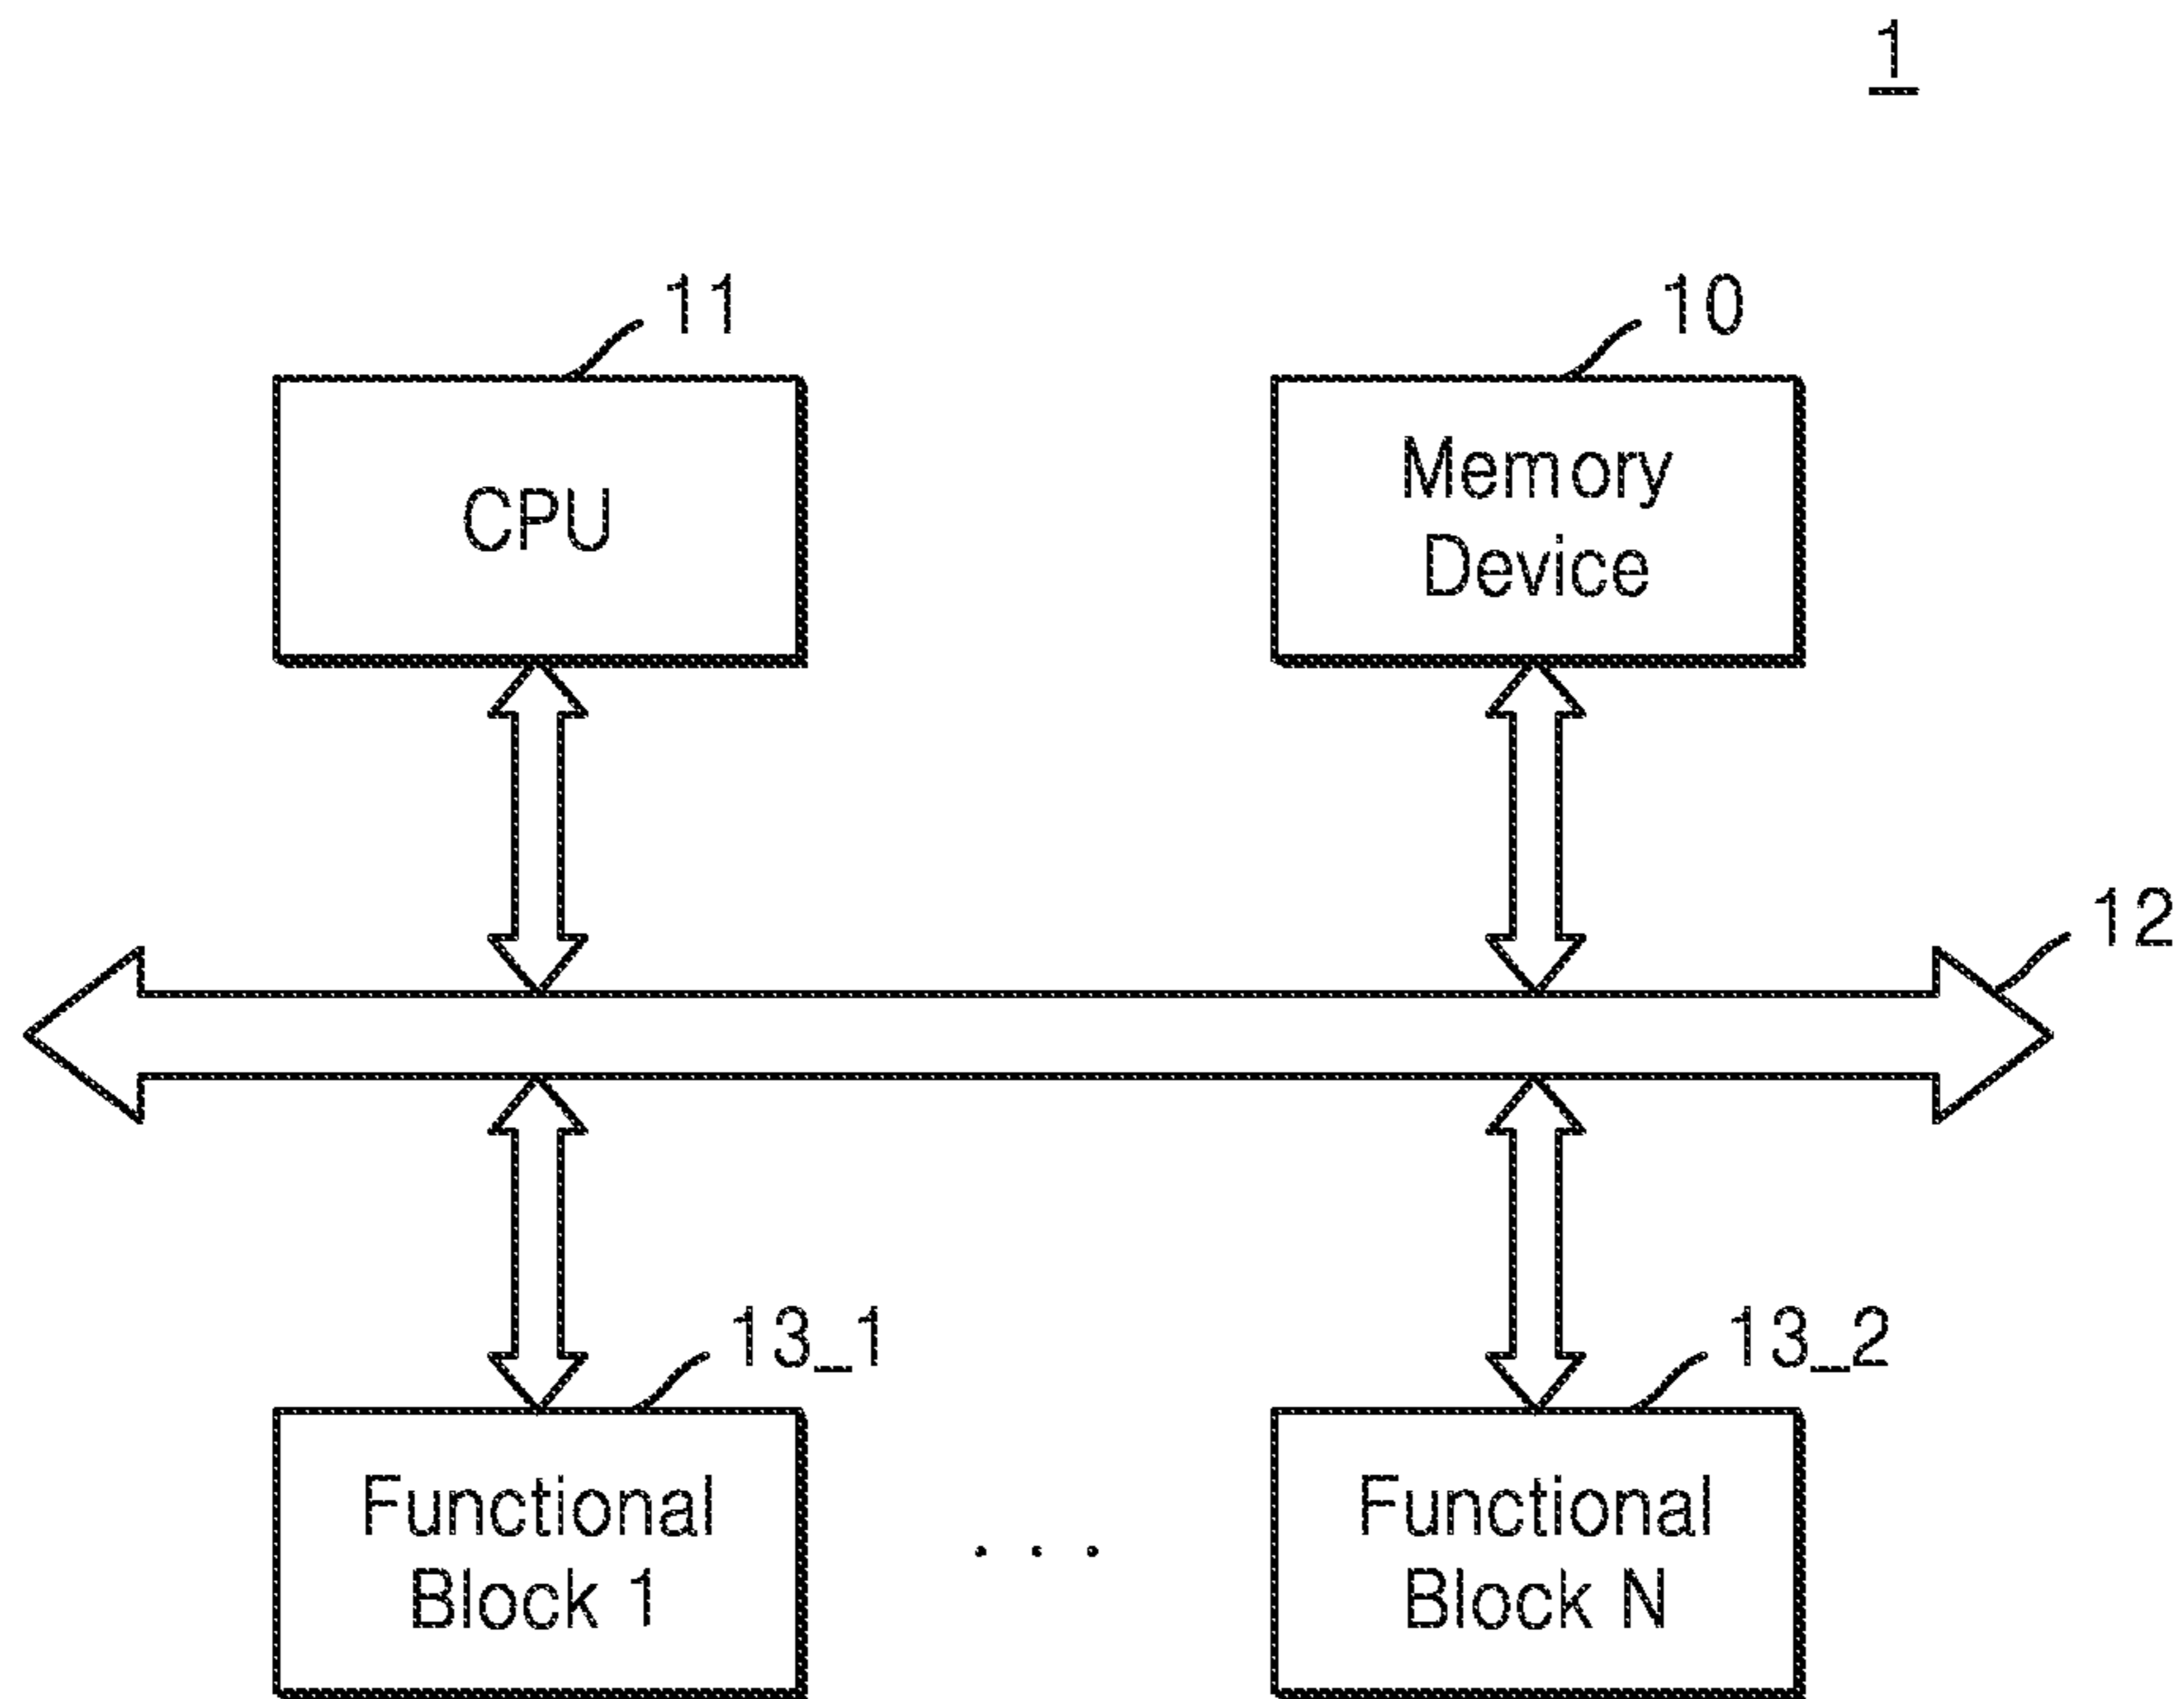 1
11
10
CPU
Memory
Device
12
13_1
13_2
Functional
Block 1
. . .
Functional
Block N